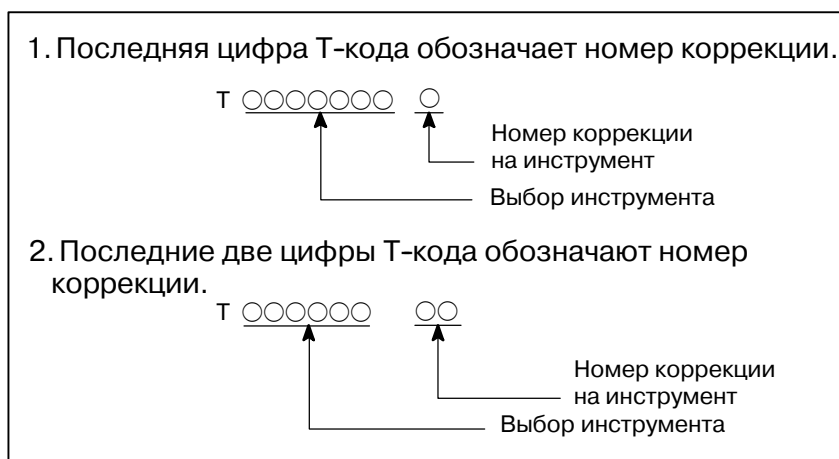 1. Последняя цифра Т-кода обозначает номер коррекции.
Т ○○○○○○○ ○
Номер коррекции
на инструмент
Выбор инструмента
2. Последние две цифры Т-кода обозначают номер
коррекции.
Т ○○○○○○ ○○
Номер коррекции
на инструмент
Выбор инструмента